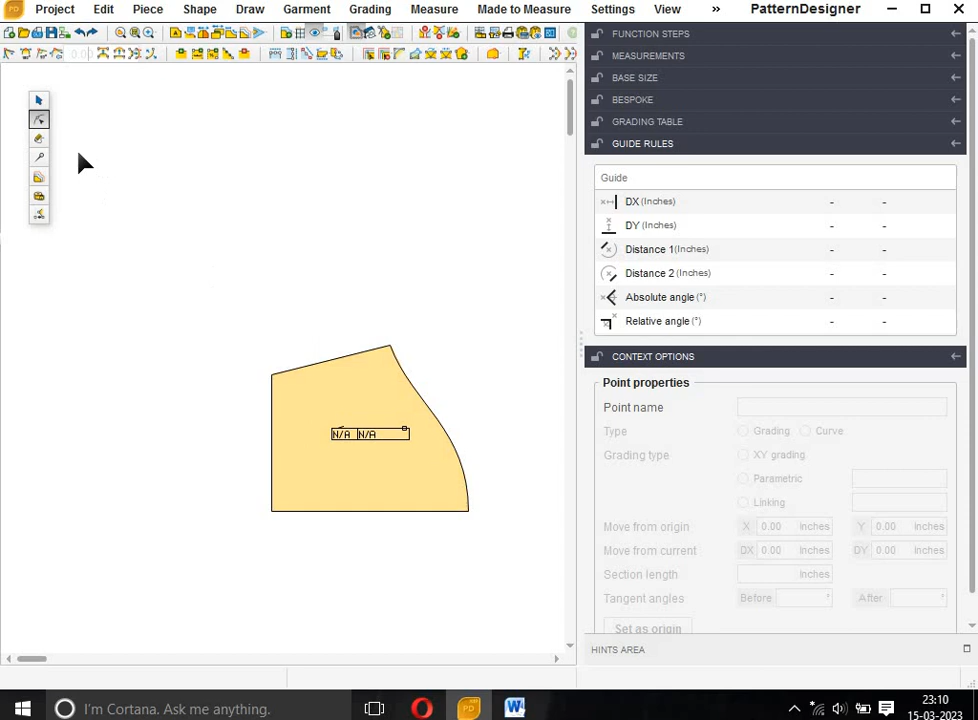 Project Edit Piece Shape Draw Garment Grading Measure Made to Measure Settings View » PatternDesigner
FUNCTION STEPS
MEASUREMENTS
BASE SIZE
BESPOKE
GRADING TABLE
GUIDE RULES
Guide
DX (Inches) - -
DY (Inches) - -
Distance 1 (Inches) - -
Distance 2 (Inches) - -
Absolute angle (°) - -
Relative angle (°) - -
CONTEXT OPTIONS
Point properties
Point name
Type Grading Curve
Grading type XY grading
Parametric
Linking
Move from origin X 0.00 Inches Y 0.00 Inches
Move from current DX 0.00 Inches DY 0.00 Inches
Section length Inches
Tangent angles Before ° After °
Set as origin
HINTS AREA
N/A N/A
I'm Cortana. Ask me anything.
PD
23:10
15-03-2023